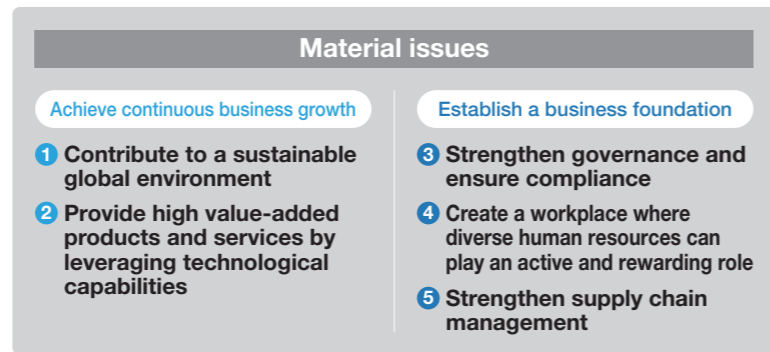 Material issues
Achieve continuous business growth
1 Contribute to a sustainable
global environment
2 Provide high value-added
products and services by
leveraging technological
capabilities
Establish a business foundation
3 Strengthen governance and
ensure compliance
4 Create a workplace where
diverse human resources can
play an active and rewarding role
5 Strengthen supply chain
management